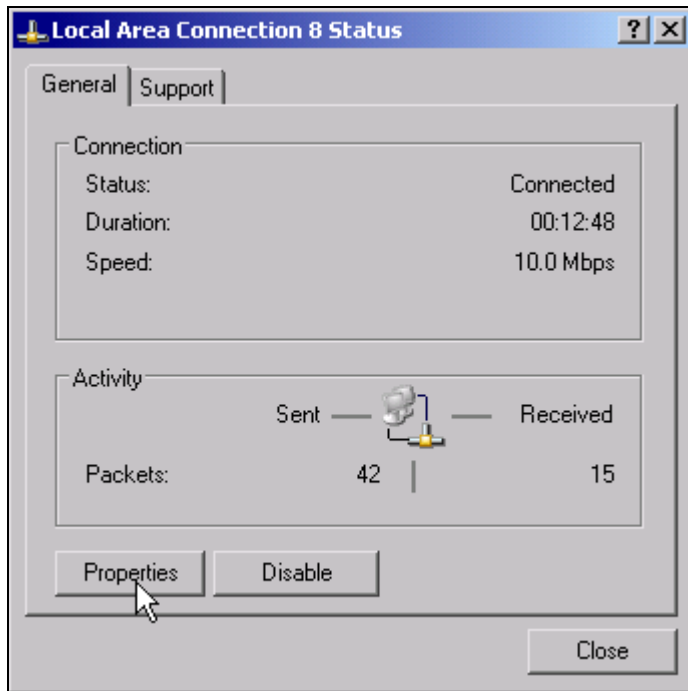 Local Area Connection 8 Status
General Support
Connection
Status: Connected
Duration: 00:12:48
Speed: 10.0 Mbps
Activity
Sent Received
Packets: 42 15
Properties Disable
Close